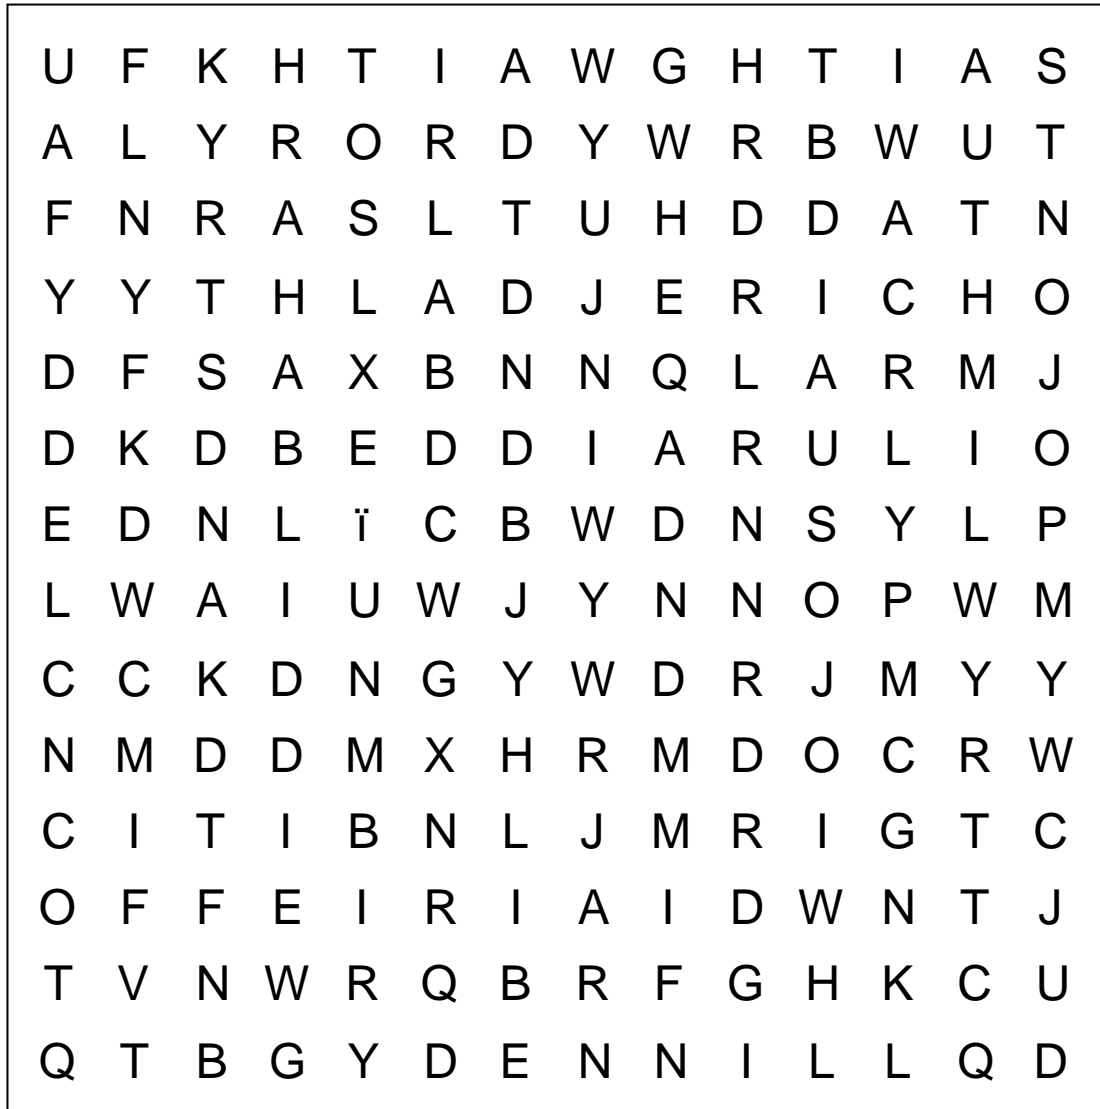 U F K H T I A W G H T I A S
A L Y R O R D Y W R B W U T
F N R A S L T U H D D A T N
Y Y T H L A D J E R I C H O
D F S A X B N N Q L A R M J
D K D B E D D I A R U L I O
E D N L ï C B W D N S Y L P
L W A I U W J Y N N O P W M
C C K D N G Y W D R J M Y Y
N M D D M X H R M D O C R W
C I T I B N L J M R I G T C
O F F E I R I A I D W N T J
T V N W R Q B R F G H K C U
Q T B G Y D E N N I L L Q D